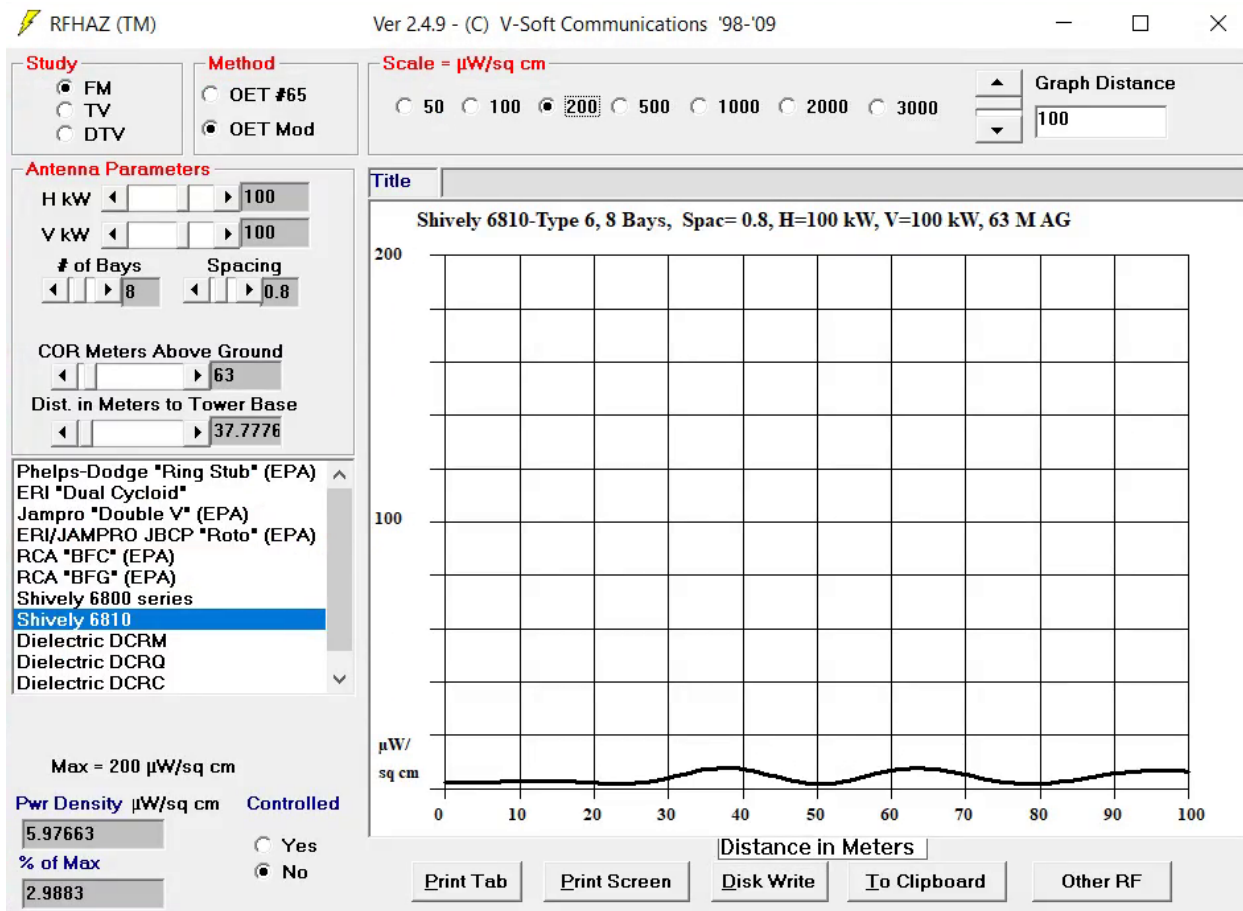 RFHAZ (TM) Ver 2.4.9 - (C) V-Soft Communications '98-'09
Study
FM
TV
DTV
Method
OET #65
OET Mod
Scale = µW/sq cm
50 100 200 500 1000 2000 3000
Graph Distance
100
Antenna Parameters
H kW 100
V kW 100
# of Bays Spacing
8 0.8
COR Meters Above Ground
63
Dist. in Meters to Tower Base
37.7776
Phelps-Dodge "Ring Stub" (EPA)
ERI "Dual Cycloid"
Jampro "Double V" (EPA)
ERI/JAMPRO JBCP "Roto" (EPA)
RCA "BFC" (EPA)
RCA "BFG" (EPA)
Shively 6800 series
Shively 6810
Dielectric DCRM
Dielectric DCRQ
Dielectric DCRC
Max = 200 µW/sq cm
Pwr Density µW/sq cm
5.97663
% of Max
2.9883
Controlled
Yes
No
Title
Shively 6810-Type 6, 8 Bays, Spac= 0.8, H=100 kW, V=100 kW, 63 M AG
200
100
µW/
sq cm
0 10 20 30 40 50 60 70 80 90 100
Distance in Meters
Print Tab Print Screen Disk Write To Clipboard Other RF